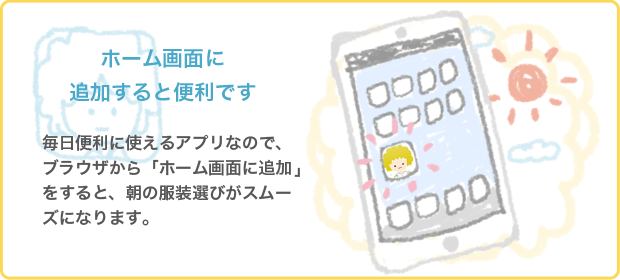 ホーム画面に
追加すると便利です
毎日便利に使えるアプリなので、
ブラウザから「ホーム画面に追加」
をすると、朝の服装選びがスムー
ズになります。